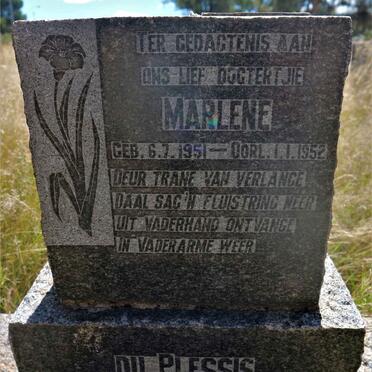 TER GEDAGTENIS AAN
ONS LIEF DOGTERTJIE
MARLENE
GEB. 6.7.1951 — OORL. 1.1.1952
DEUR TRANE VAN VERLANGE
DAAL SAG 'N FLUISTRING NEER
UIT VADERHAND ONTVANGE
IN VADERARME WEER
DU PLESSIS